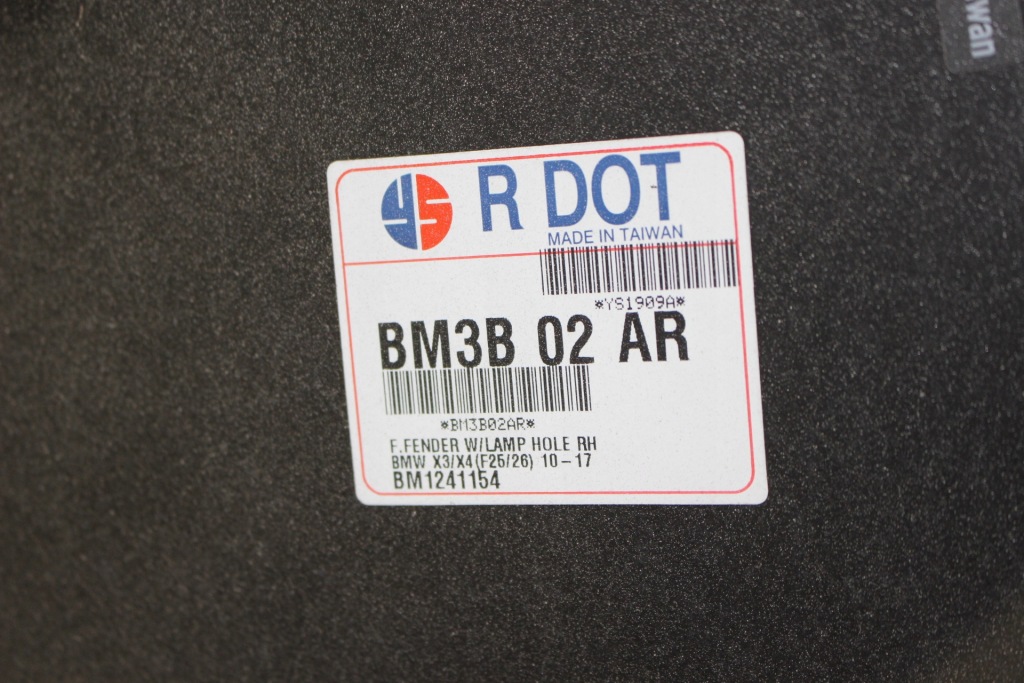 wan
YS R DOT
MADE IN TAIWAN
*YS1909A*
BM3B 02 AR
*BM3B02AR*
F.FENDER W/LAMP HOLE RH
BMW X3/X4(F25/26) 10-17
BM1241154